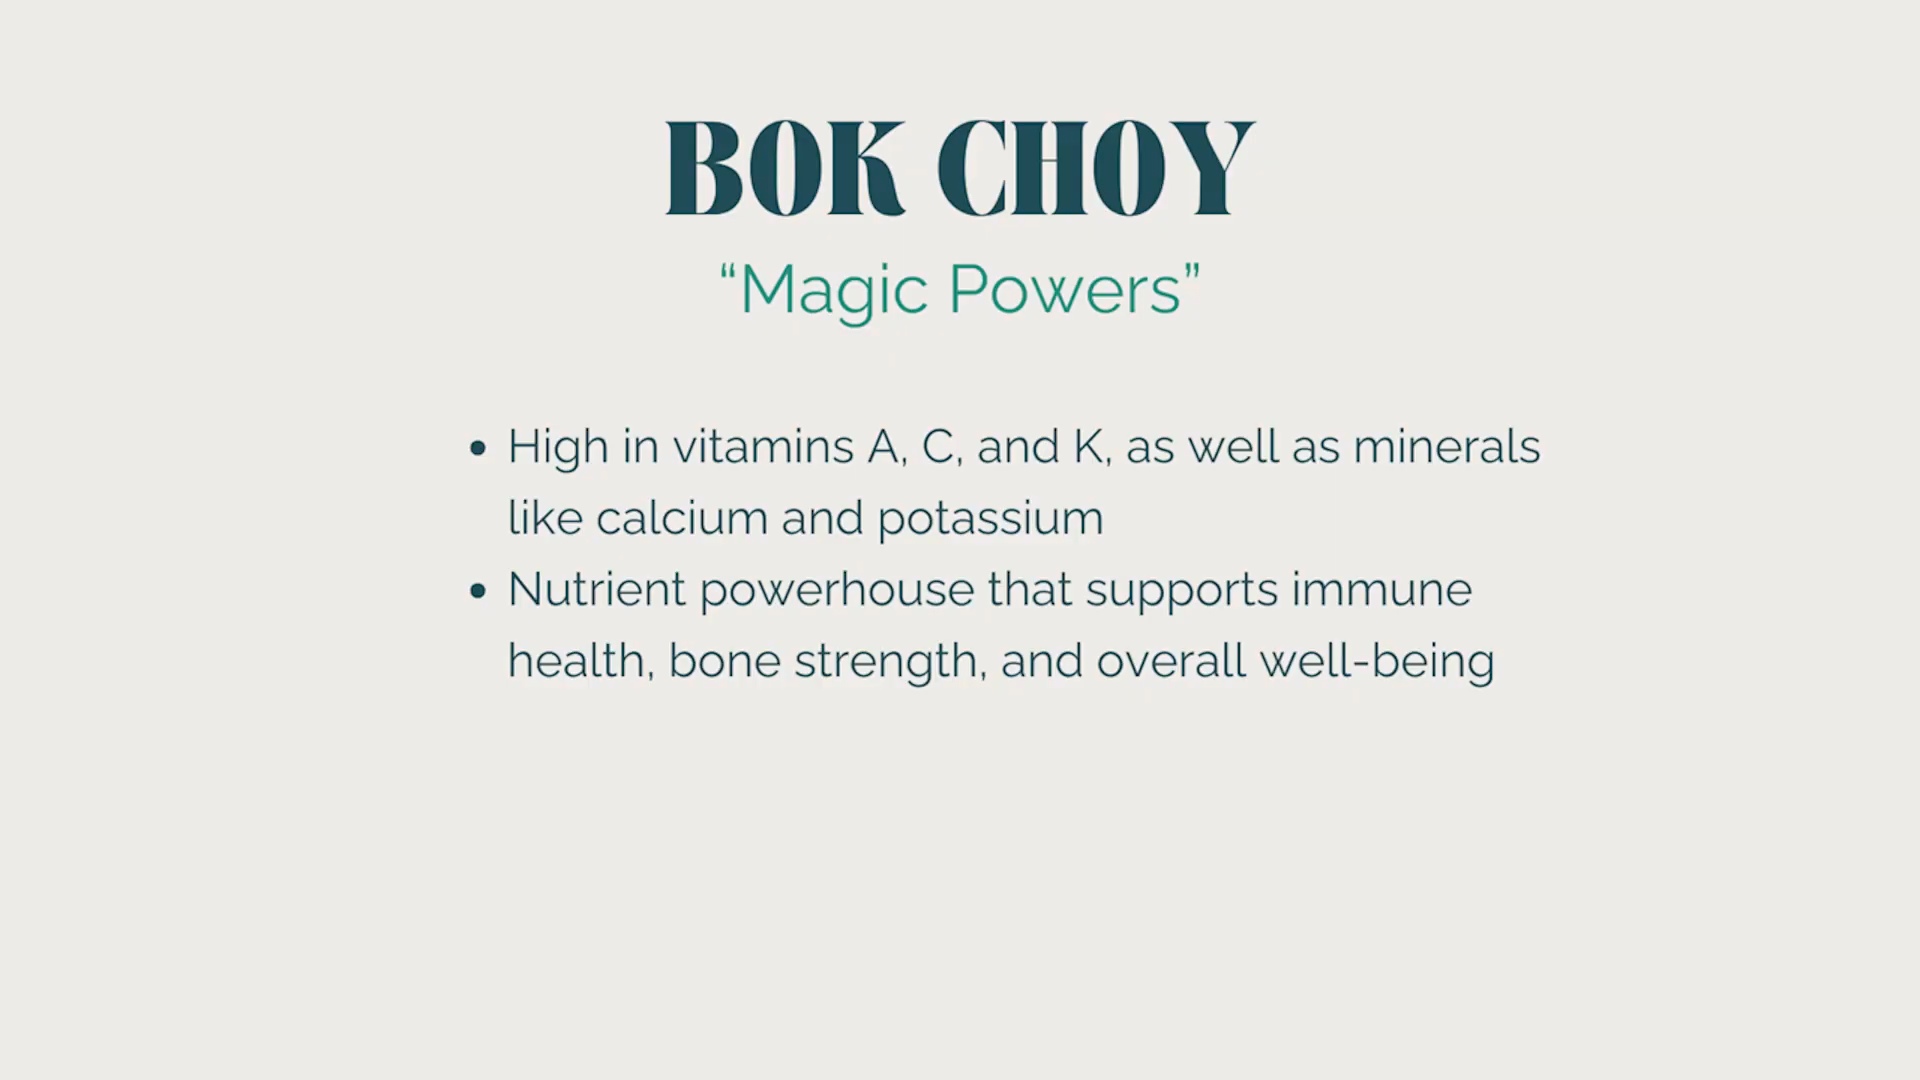 BOK CHOY
“Magic Powers”
• High in vitamins A, C, and K, as well as minerals
like calcium and potassium
• Nutrient powerhouse that supports immune
health, bone strength, and overall well-being